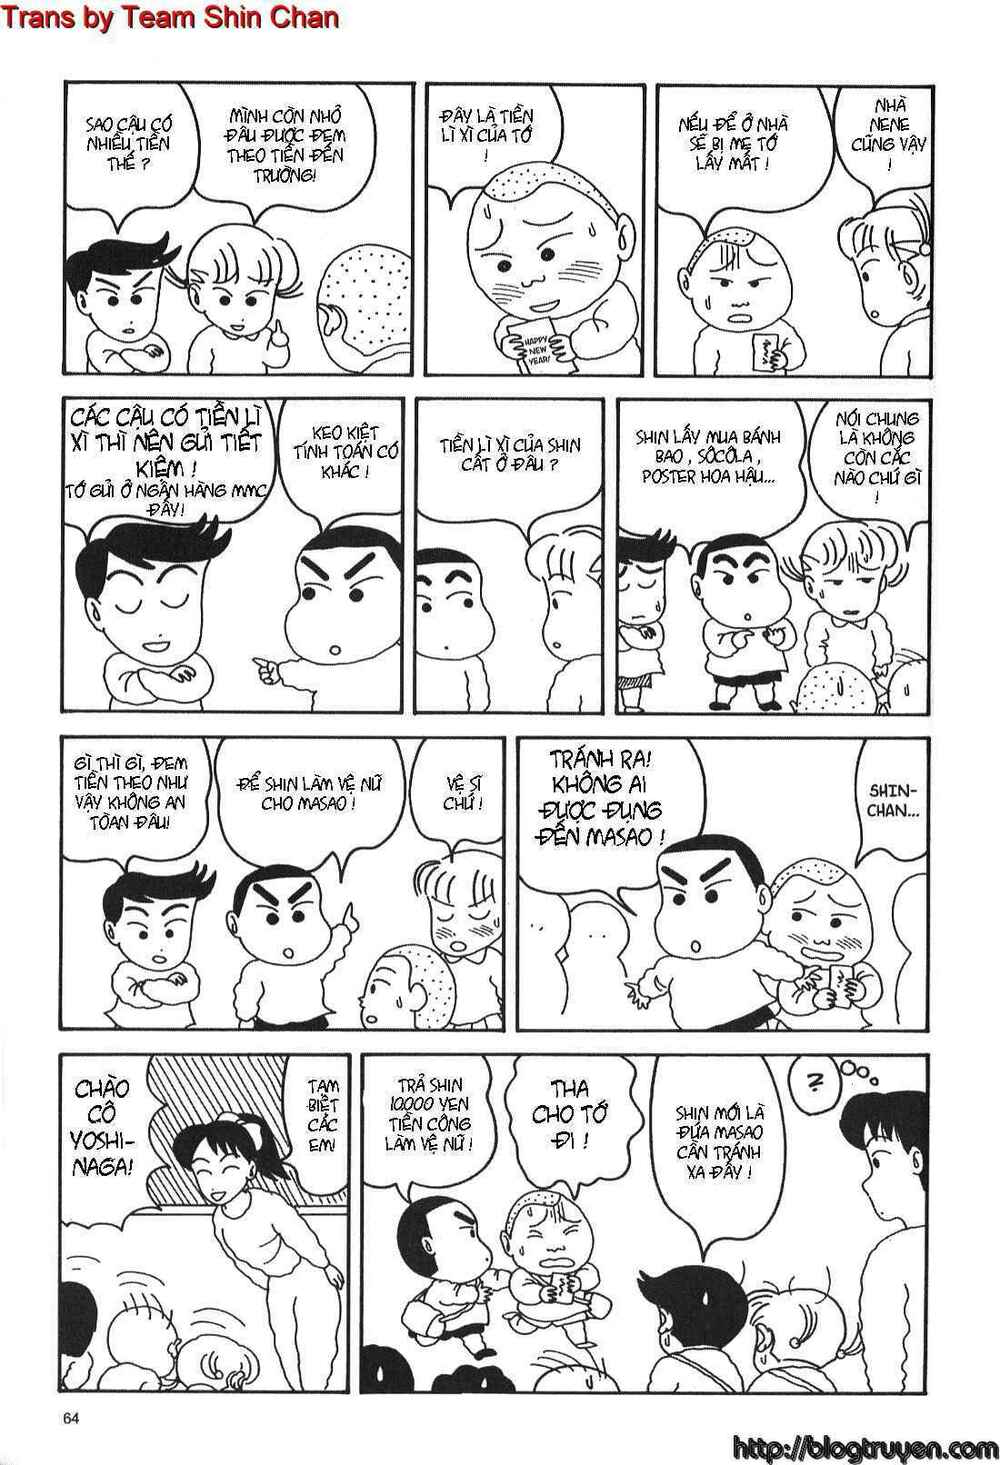 Trans by Team Shin Chan
SAO CẬU CÓ
NHIỀU TIỀN
THẾ ?
MÌNH CÒN NHỎ
ĐÂU ĐƯỢC ĐEM
THEO TIỀN ĐẾN
TRƯỜNG!
ĐÂY LÀ TIỀN
LÌ XÌ CỦA TỚ
!
HAPPY
NEW
YEAR!
NẾU ĐỂ Ở NHÀ
SẼ BỊ MẸ TỚ
LẤY MẤT !
NHÀ
NENE
CŨNG VẬY
!
CÁC CẬU CÓ TIỀN LÌ
XÌ THÌ NÊN GỬI TIẾT
KIỆM !
TỚ GỬI Ở NGÂN HÀNG MMC
ĐẤY!
KEO KIỆT
TÍNH TOÁN CÓ
KHÁC !
TIỀN LÌ XÌ CỦA SHIN
CẤT Ở ĐÂU ?
SHIN LẤY MUA BÁNH
BAO , SÔCÔLA ,
POSTER HOA HẬU...
NÓI CHUNG
LÀ KHÔNG
CÒN CẮC
NÀO CHỨ GÌ
!
GÌ THÌ GÌ, ĐEM
TIỀN THEO NHƯ
VẬY KHÔNG AN
TOÀN ĐÂU!
ĐỂ SHIN LÀM VỆ NỮ
CHO MASAO !
VỆ SĨ
CHỨ !
TRÁNH RA!
KHÔNG AI
ĐƯỢC ĐỤNG
ĐẾN MASAO !
SHIN-
CHAN...
CHÀO
CÔ
YOSHI-
NAGA!
TẠM
BIỆT
CÁC
EM!
TRẢ SHIN
10.000 YEN
TIỀN CÔNG
LÀM VỆ NỮ !
THA
CHO TỚ
ĐI !
SHIN MỚI LÀ
ĐỨA MASAO
CẦN TRÁNH
XA ĐẤY !
?
64
http://blogtruyen.com